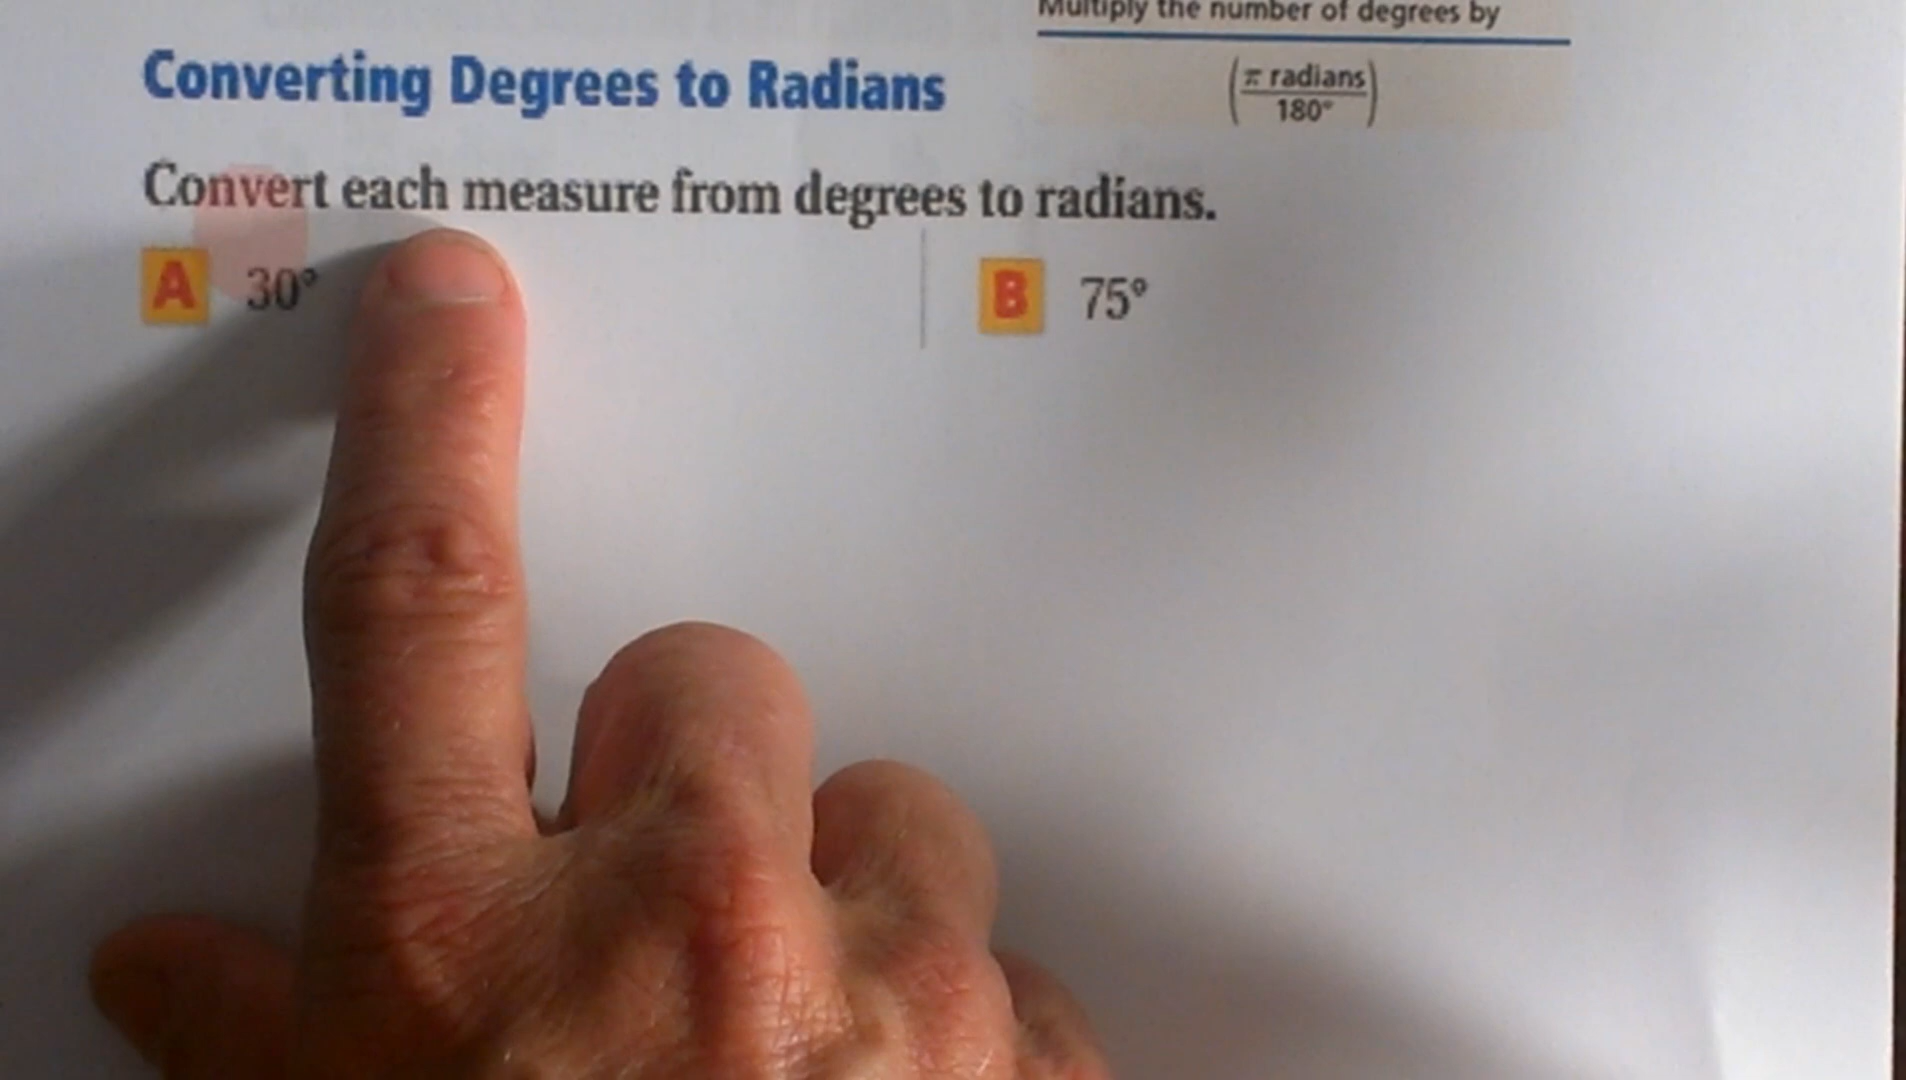 Multiply the number of degrees by
Converting Degrees to Radians
(π radians / 180°)
Convert each measure from degrees to radians.
A 30°
B 75°